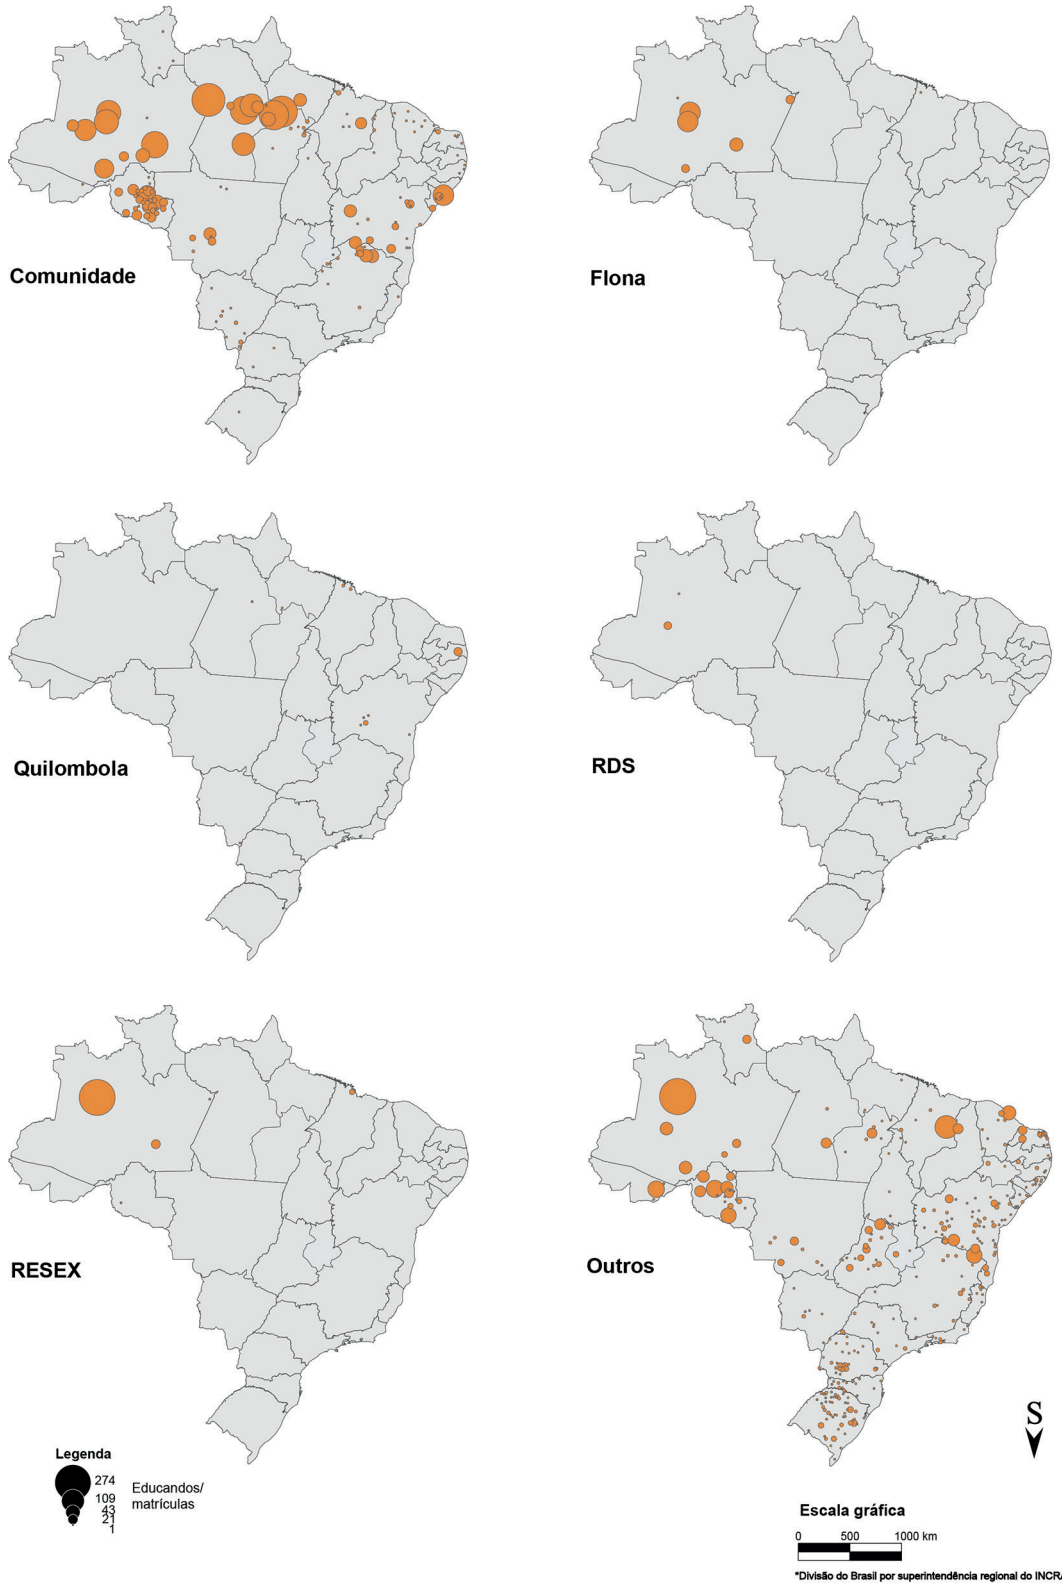 Comunidade
Flona
Quilombola
RDS
RESEX
Outros
S
Legenda
274
109
43
21
1
Educandos/
matrículas
Escala gráfica
0 500 1000 km
*Divisão do Brasil por superintendência regional do INCRA